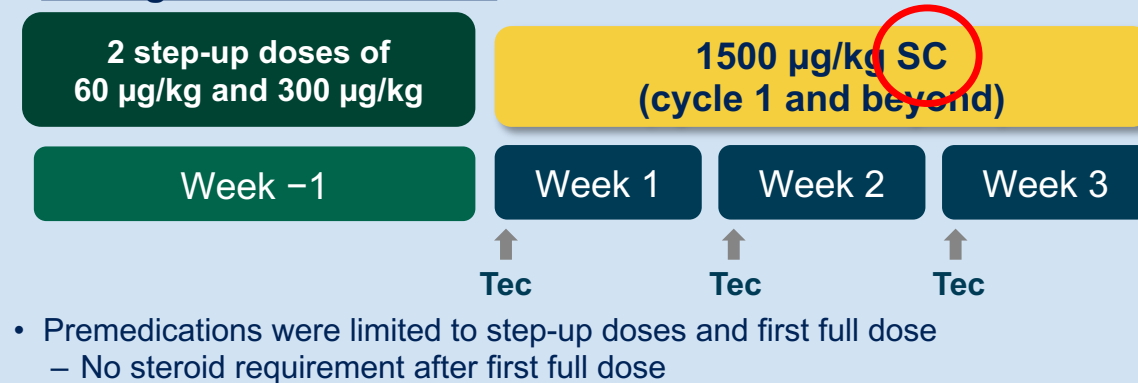 2 step-up doses of
60 µg/kg and 300 µg/kg
1500 µg/kg SC
(cycle 1 and beyond)
Week −1
Week 1
Week 2
Week 3
Tec
Tec
Tec
• Premedications were limited to step-up doses and first full dose
– No steroid requirement after first full dose